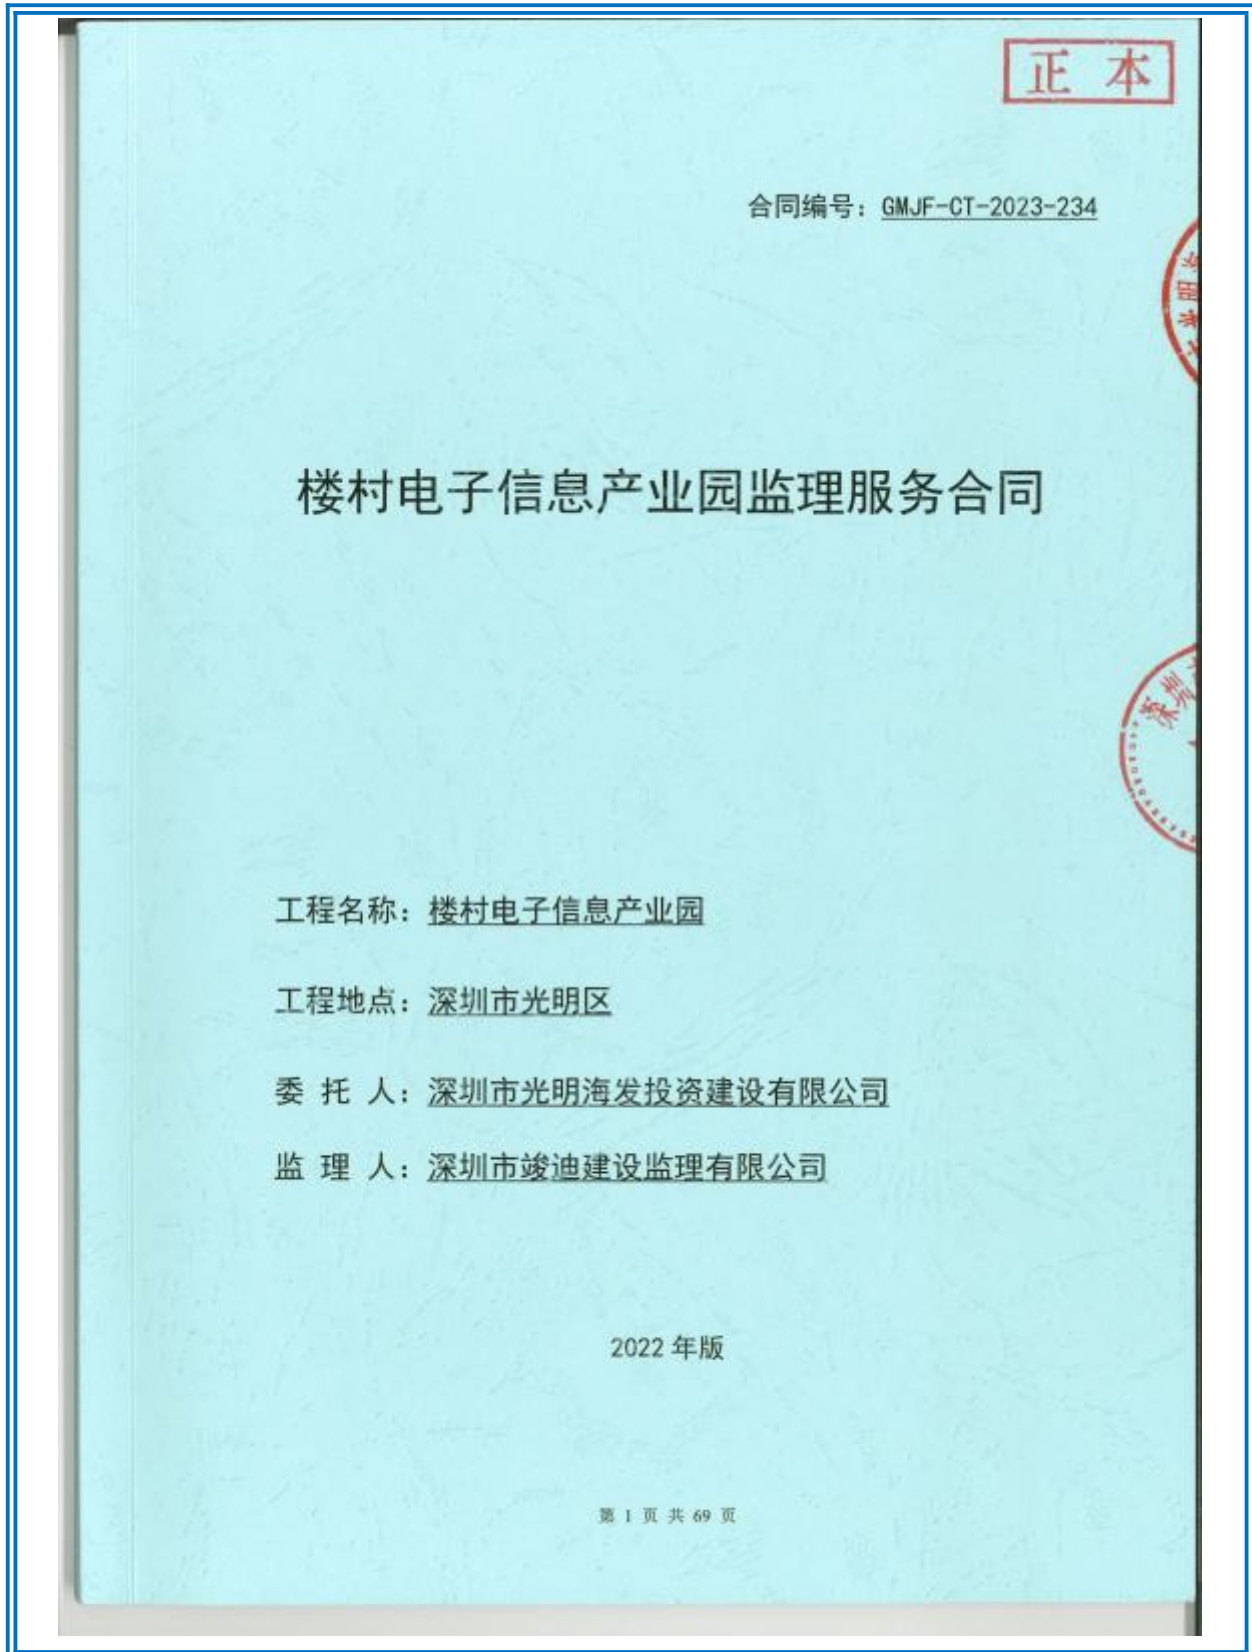 正 本
合同编号：GMJF-CT-2023-234
楼村电子信息产业园监理服务合同
深圳
工程名称：楼村电子信息产业园
工程地点：深圳市光明区
委 托 人：深圳市光明海发投资建设有限公司
监 理 人：深圳市竣迪建设监理有限公司
2022 年版
第 1 页 共 69 页